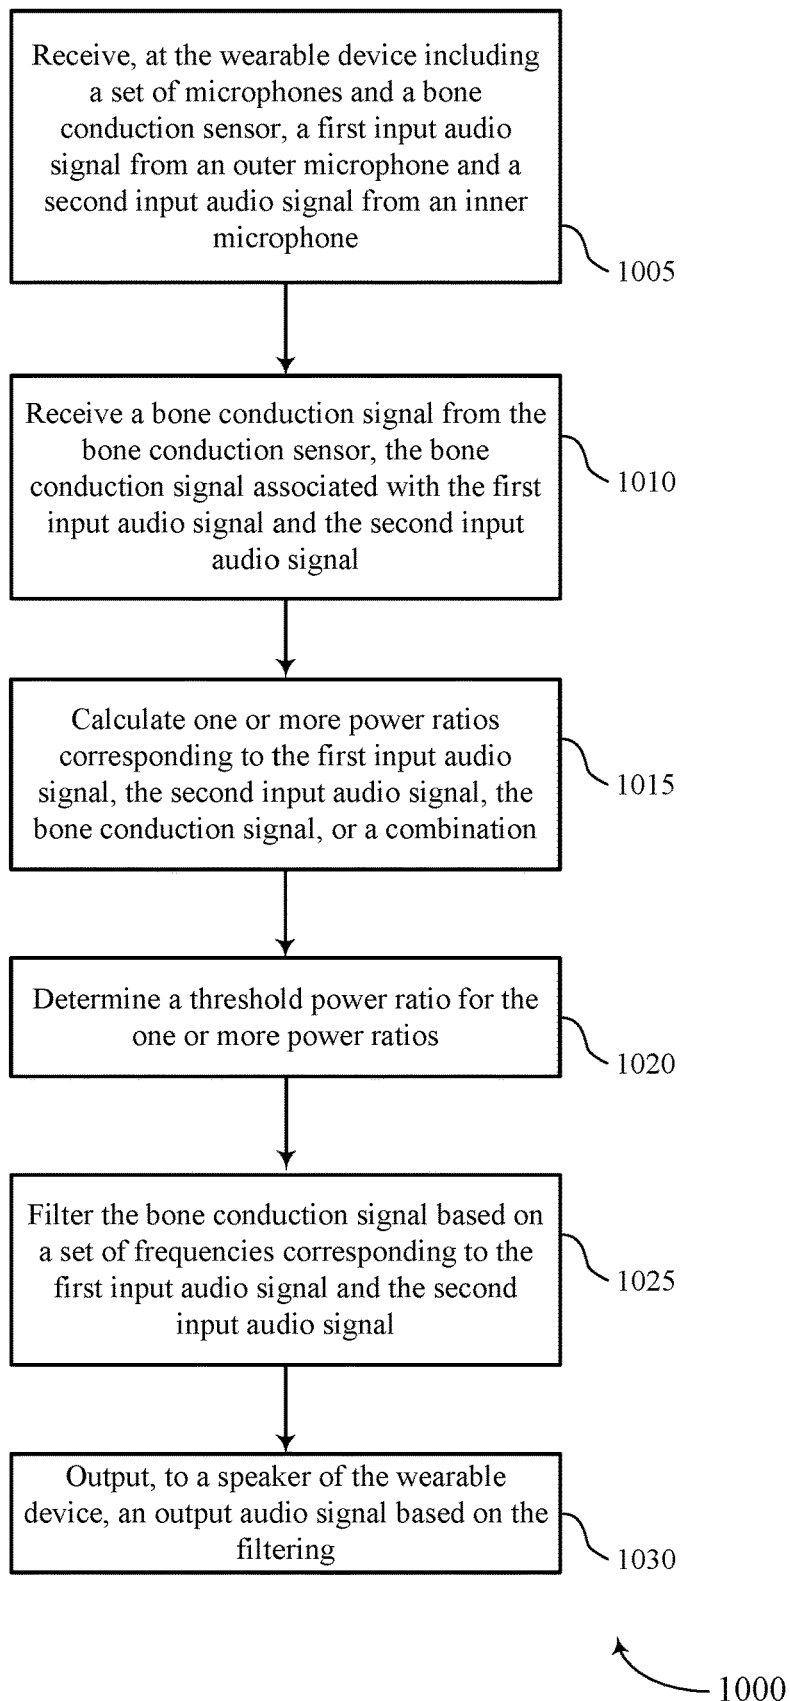 Receive, at the wearable device including
a set of microphones and a bone
conduction sensor, a first input audio
signal from an outer microphone and a
second input audio signal from an inner
microphone
1005
Receive a bone conduction signal from the
bone conduction sensor, the bone
conduction signal associated with the first
input audio signal and the second input
audio signal
1010
Calculate one or more power ratios
corresponding to the first input audio
signal, the second input audio signal, the
bone conduction signal, or a combination
1015
Determine a threshold power ratio for the
one or more power ratios
1020
Filter the bone conduction signal based on
a set of frequencies corresponding to the
first input audio signal and the second
input audio signal
1025
Output, to a speaker of the wearable
device, an output audio signal based on the
filtering
1030
1000